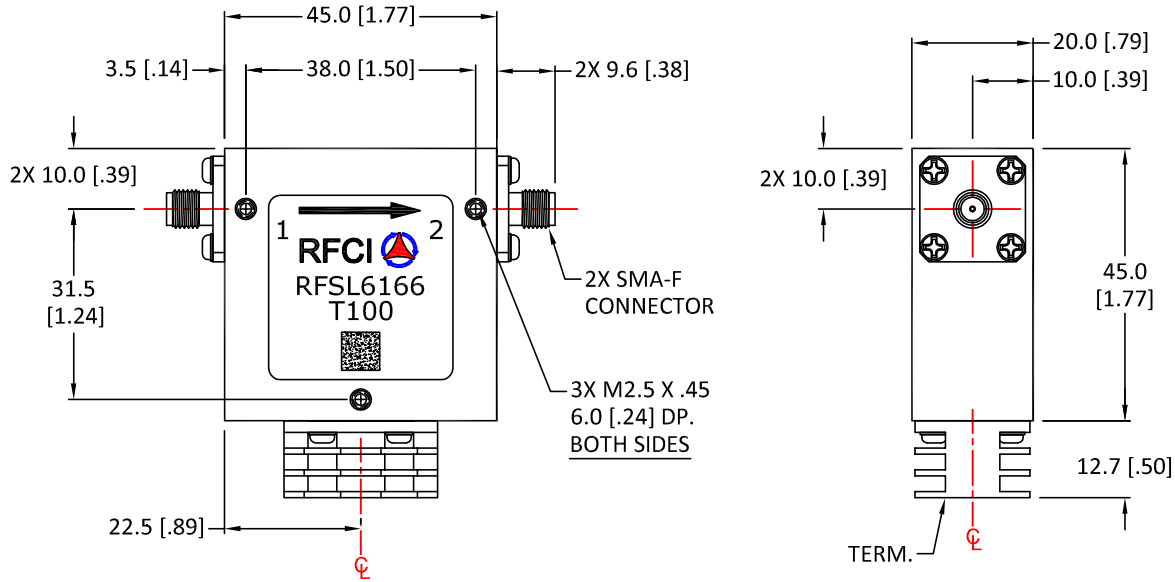 45.0 [1.77]
3.5 [.14]
38.0 [1.50]
2X 9.6 [.38]
2X 10.0 [.39]
1
2
RFCI
RFSL6166
T100
31.5
[1.24]
2X SMA-F
CONNECTOR
3X M2.5 X .45
6.0 [.24] DP.
BOTH SIDES
22.5 [.89]
CL
20.0 [.79]
10.0 [.39]
2X 10.0 [.39]
45.0
[1.77]
12.7 [.50]
TERM.
CL